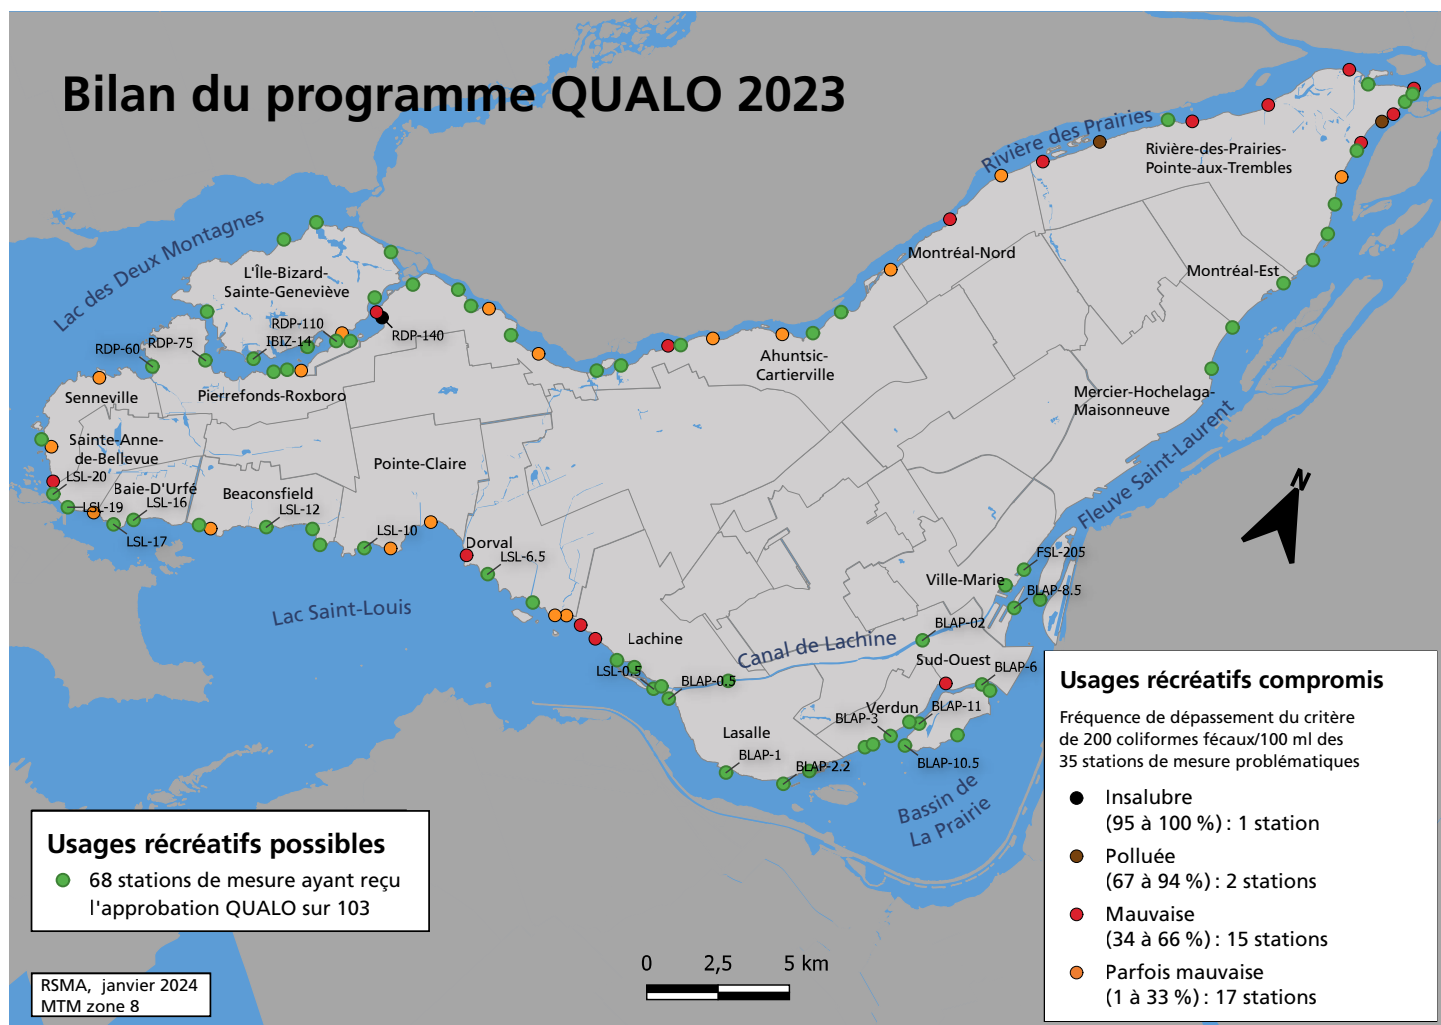 Bilan du programme QUALO 2023
Rivière des Prairies
Rivière-des-Prairies-
Pointe-aux-Trembles
Lac des Deux Montagnes
Montréal-Nord
L'Île-Bizard-
Sainte-Geneviève
Montréal-Est
RDP-110
IBIZ-14
RDP-140
RDP-60
RDP-75
Ahuntsic-
Cartierville
Senneville
Pierrefonds-Roxboro
Mercier-Hochelaga-
Maisonneuve
Sainte-Anne-
de-Bellevue
Pointe-Claire
Fleuve Saint-Laurent
LSL-20
Baie-D'Urfé
Beaconsfield
LSL-19
LSL-16
LSL-12
LSL-17
LSL-10
Dorval
LSL-6.5
FSL-205
Ville-Marie
BLAP-8.5
Lac Saint-Louis
BLAP-02
Lachine
Canal de Lachine
Sud-Ouest
LSL-0.5
BLAP-0.5
BLAP-6
Verdun
BLAP-11
BLAP-3
Lasalle
BLAP-1
BLAP-2.2
BLAP-10.5
Bassin de
La Prairie
N
Usages récréatifs compromis
Fréquence de dépassement du critère
de 200 coliformes fécaux/100 ml des
35 stations de mesure problématiques
Insalubre
(95 à 100 %) : 1 station
Polluée
(67 à 94 %) : 2 stations
Mauvaise
(34 à 66 %) : 15 stations
Parfois mauvaise
(1 à 33 %) : 17 stations
Usages récréatifs possibles
68 stations de mesure ayant reçu
l'approbation QUALO sur 103
0 2,5 5 km
RSMA, janvier 2024
MTM zone 8